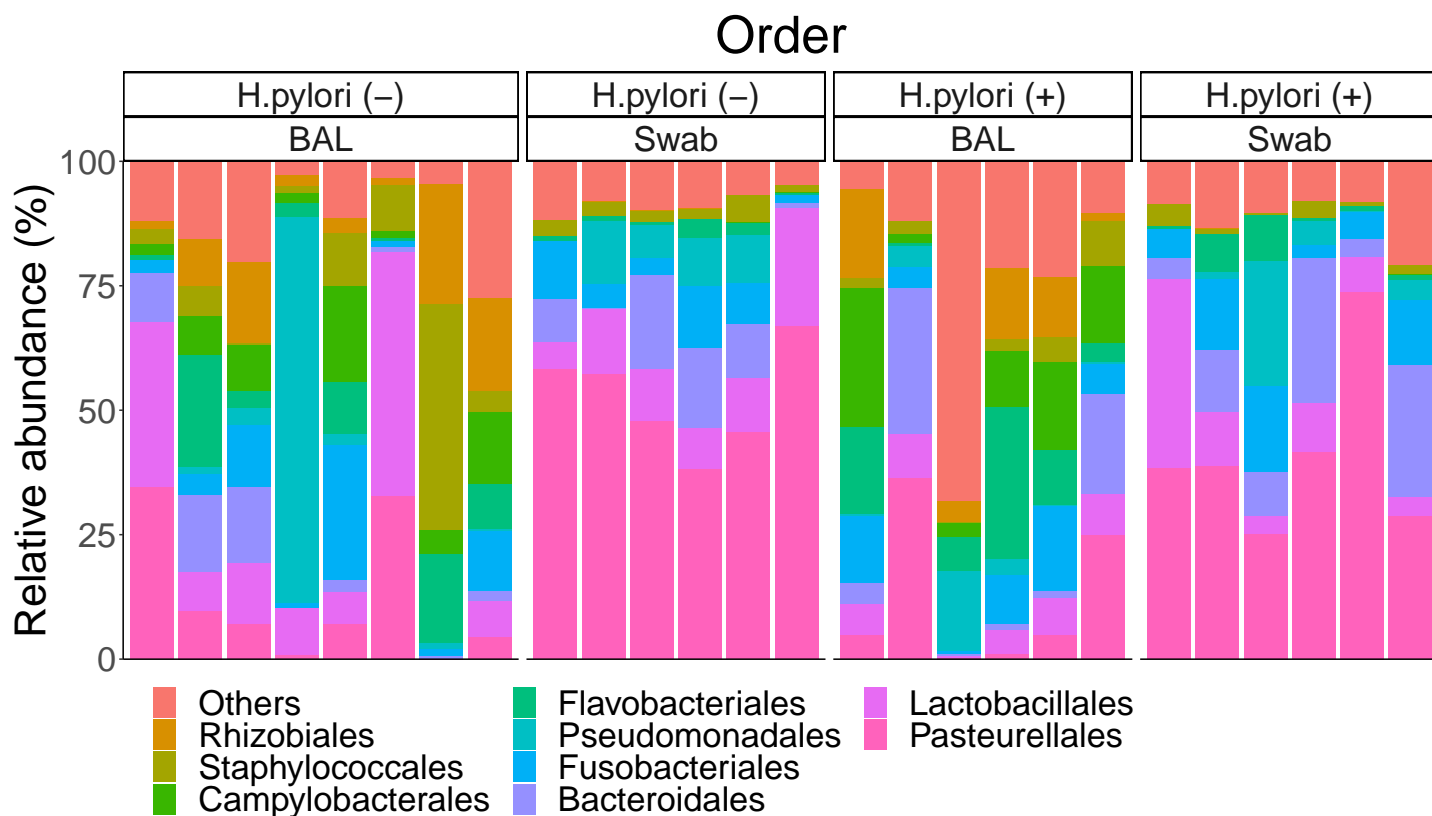 Order
H.pylori (−) H.pylori (−) H.pylori (+) H.pylori (+)
BAL Swab BAL Swab
Relative abundance (%)
100
75
50
25
0
Others Flavobacteriales Lactobacillales
Rhizobiales Pseudomonadales Pasteurellales
Staphylococcales Fusobacteriales
Campylobacterales Bacteroidales